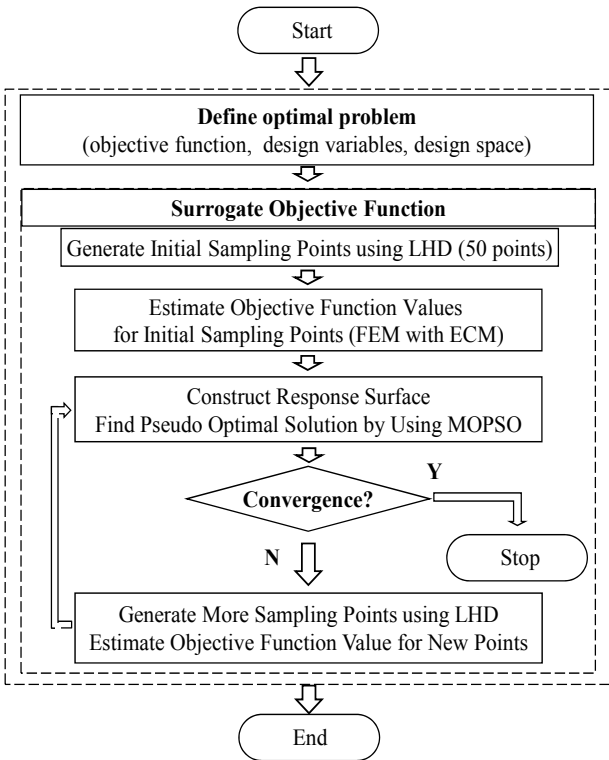 Start
Define optimal problem
(objective function, design variables, design space)
Surrogate Objective Function
Generate Initial Sampling Points using LHD (50 points)
Estimate Objective Function Values
for Initial Sampling Points (FEM with ECM)
Construct Response Surface
Find Pseudo Optimal Solution by Using MOPSO
Convergence?
Y
Stop
N
Generate More Sampling Points using LHD
Estimate Objective Function Value for New Points
End